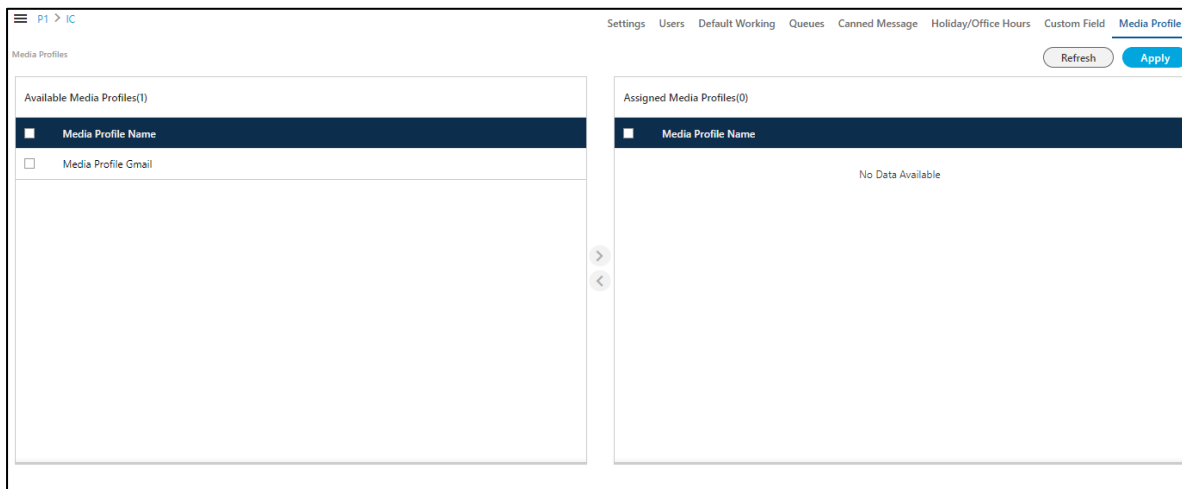 P1 > IC
Settings Users Default Working Queues Canned Message Holiday/Office Hours Custom Field Media Profile
Media Profiles
Refresh Apply
Available Media Profiles(1)
Media Profile Name
Media Profile Gmail
Assigned Media Profiles(0)
Media Profile Name
No Data Available